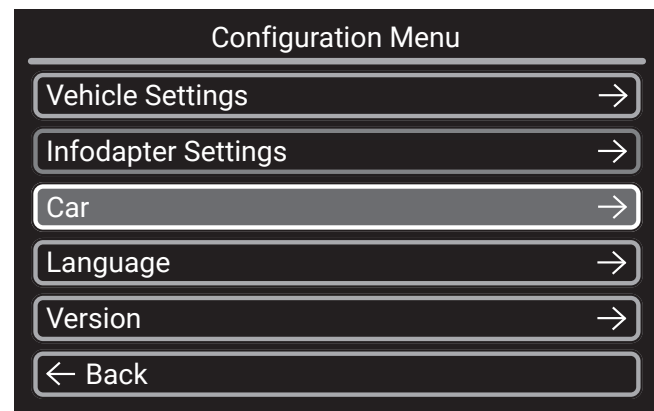 Configuration Menu
Vehicle Settings
Infodapter Settings
Car
Language
Version
Back